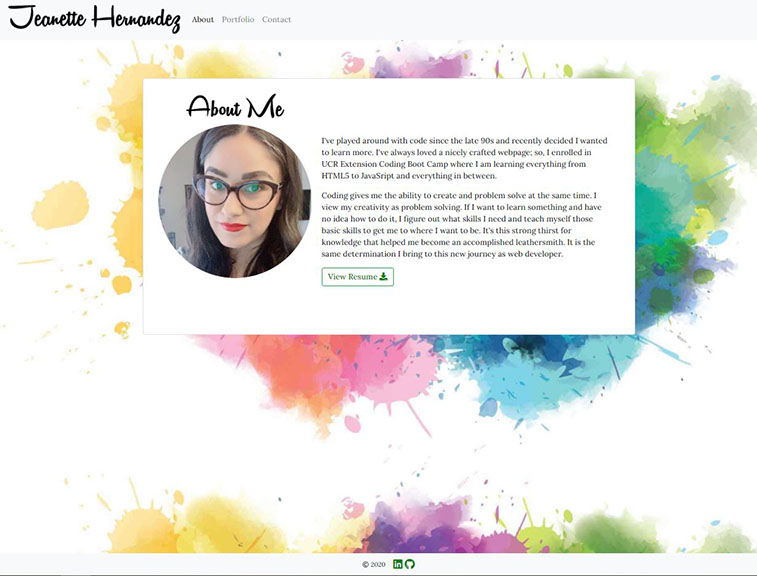 Jeanette Hernandez About Portfolio Contact
About Me
I've played around with code since the late 90s and recently decided I wanted
to learn more. I've always loved a nicely crafted webpage; so, I enrolled in
UCR Extension Coding Boot Camp where I am learning everything from
HTML5 to JavaSript and everything in between.
Coding gives me the ability to create and problem solve at the same time. I
view my creativity as problem solving. If I want to learn something and have
no idea how to do it, I figure out what skills I need and teach myself those
basic skills to get me to where I want to be. It's this strong thirst for
knowledge that helped me become an accomplished leathersmith. It is the
same determination I bring to this new journey as web developer.
View Resume
© 2020